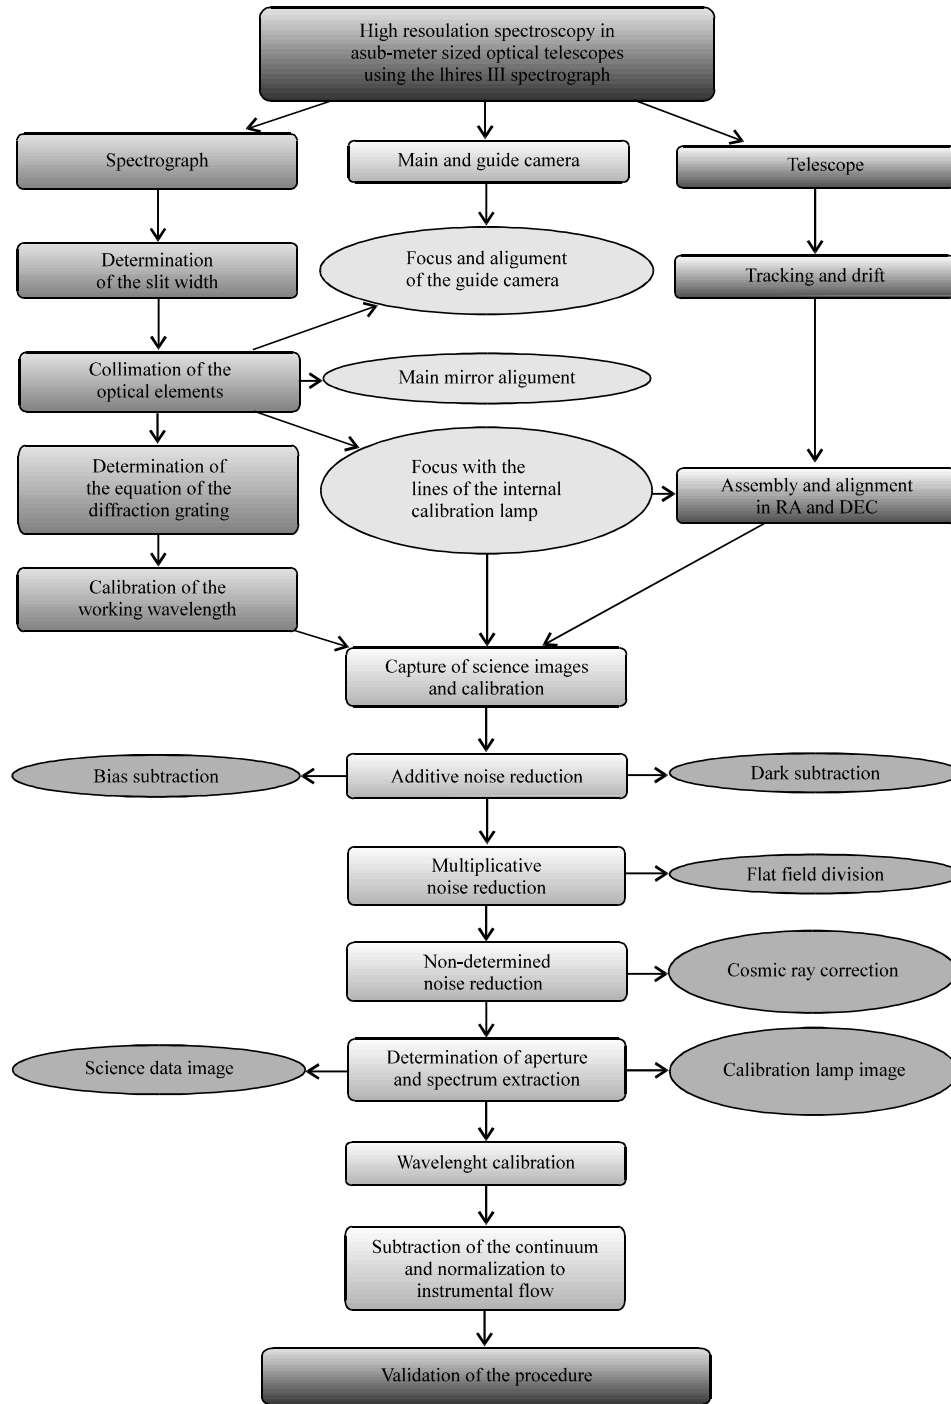 High resoulation spectroscopy in
asub-meter sized optical telescopes
using the lhires III spectrograph
Spectrograph
Main and guide camera
Telescope
Determination
of the slit width
Focus and alignment
of the guide camera
Tracking and drift
Collimation of the
optical elements
Main mirror aligument
Determination of
the equation of the
diffraction grating
Focus with the
lines of the internal
calibration lamp
Assembly and alignment
in RA and DEC
Calibration of the
working wavelength
Capture of science images
and calibration
Bias subtraction
Additive noise reduction
Dark subtraction
Multiplicative
noise reduction
Flat field division
Non-determined
noise reduction
Cosmic ray correction
Science data image
Determination of aperture
and spectrum extraction
Calibration lamp image
Wavelenght calibration
Subtraction of the continuum
and normalization to
instrumental flow
Validation of the procedure